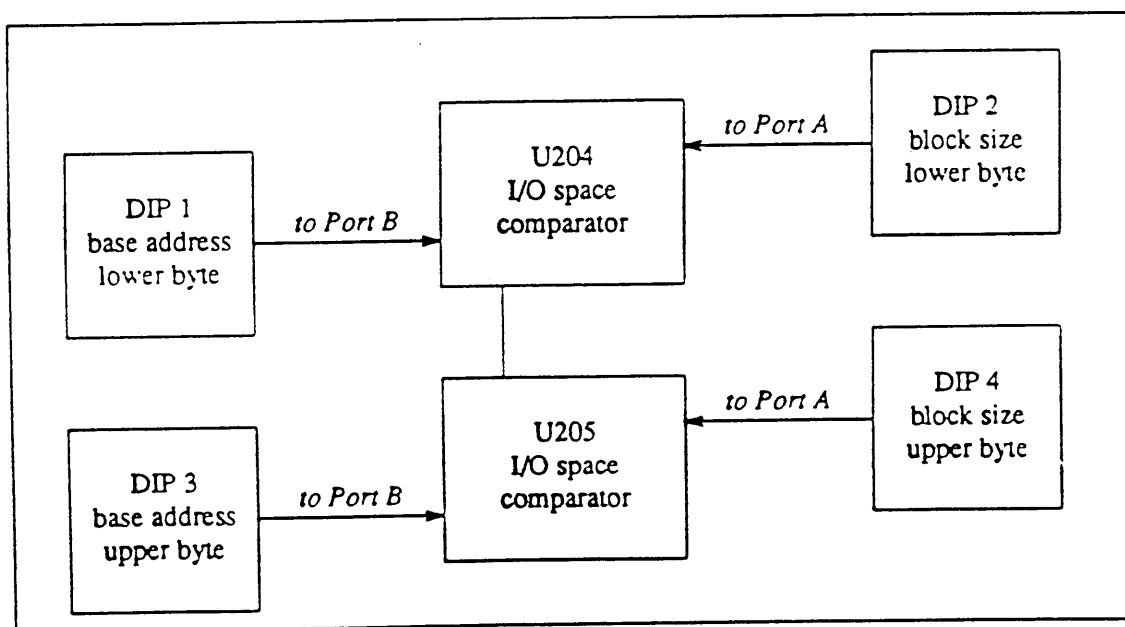 DIP 1
base address
lower byte
to Port B
U204
I/O space
comparator
to Port A
DIP 2
block size
lower byte
DIP 3
base address
upper byte
to Port B
U205
I/O space
comparator
to Port A
DIP 4
block size
upper byte